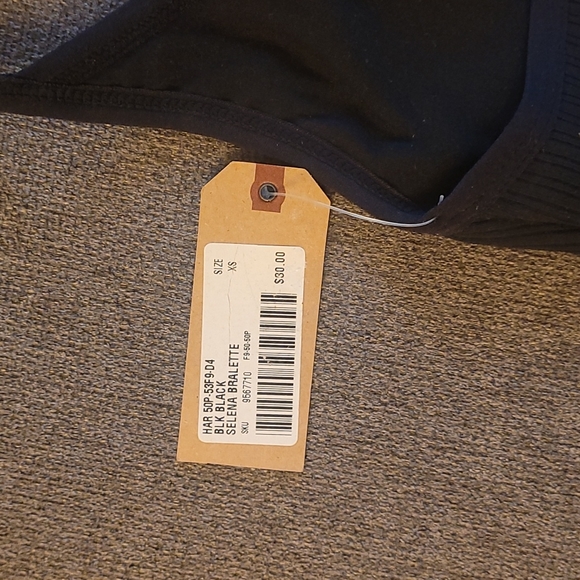 HAR 50P-53F9-D4
BLK BLACK
SELENA BRALETTE
SIZE
XS
SKU 9567710
F9-50-50P
$30.00